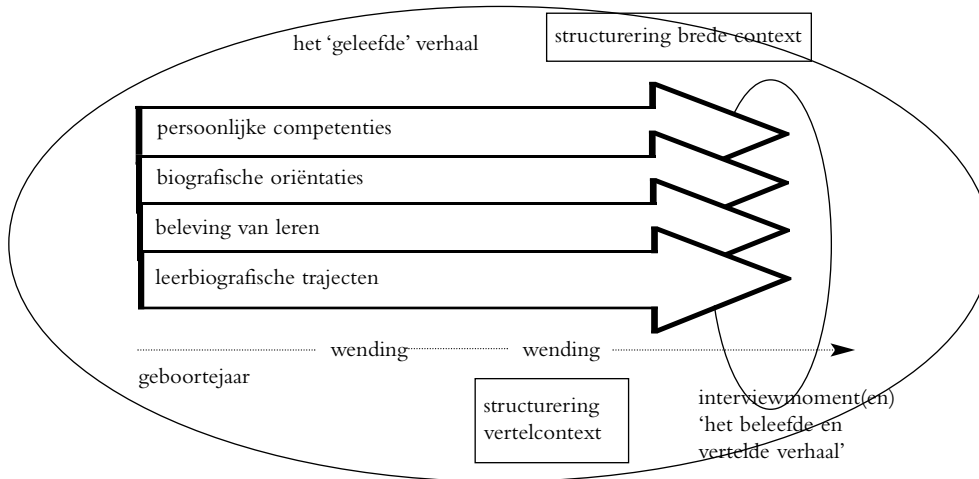 het ‘geleefde’ verhaal
structurering brede context
persoonlijke competenties
biografische oriëntaties
beleving van leren
leerbiografische trajecten
wending
wending
geboortejaar
structurering
vertelcontext
interviewmoment(en)
‘het beleefde en
vertelde verhaal’